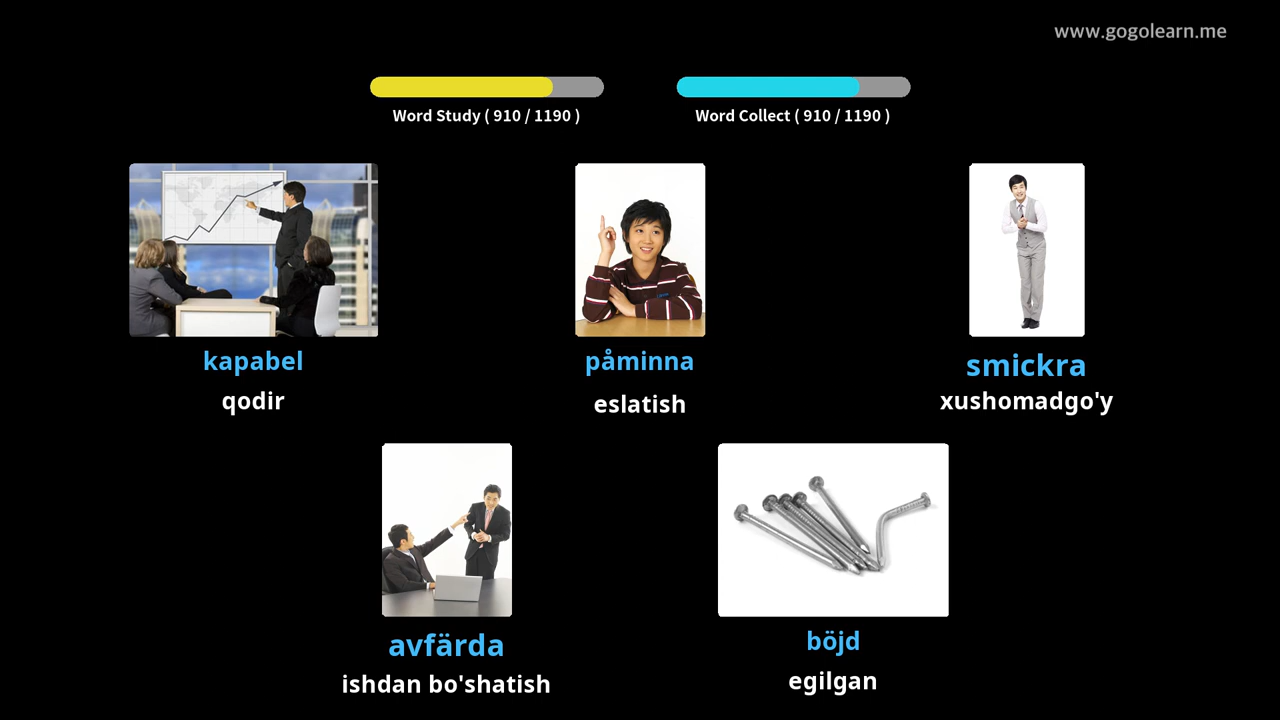 www.gogolearn.me
Word Study ( 910 / 1190 )
Word Collect ( 910 / 1190 )
kapabel
qodir
påminna
eslatish
smickra
xushomadgo'y
avfärda
ishdan bo'shatish
böjd
egilgan